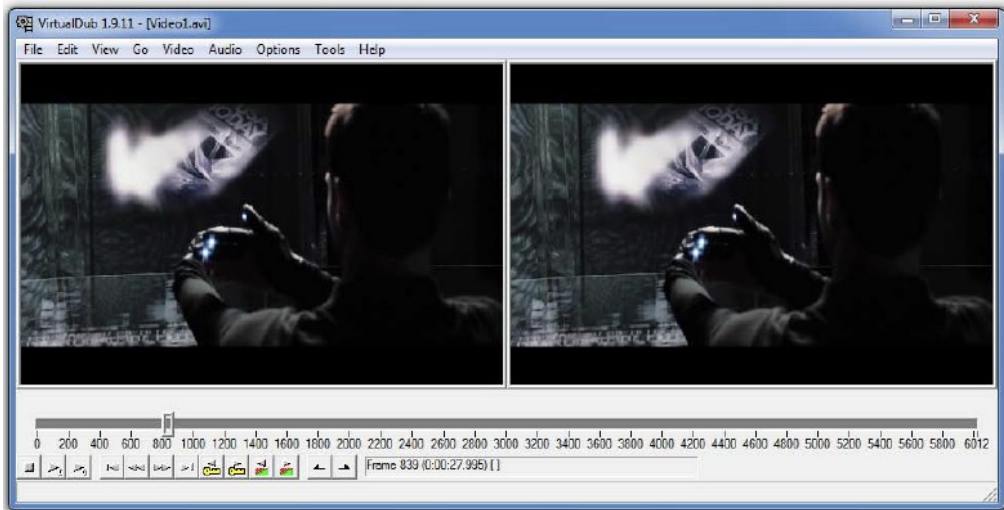 VirtualDub 1.9.11 - [Video1.avi]
File Edit View Go Video Audio Options Tools Help
0 200 400 600 800 1000 1200 1400 1600 1800 2000 2200 2400 2600 2800 3000 3200 3400 3600 3800 4000 4200 4400 4600 4800 5000 5200 5400 5600 5800 6012
Frame 839 (0:00:27.995) [ ]